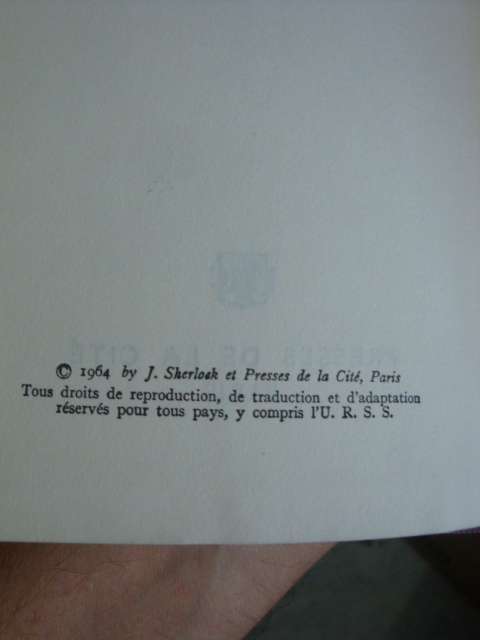 © 1964 by J. Sherlock et Presses de la Cité, Paris
Tous droits de reproduction, de traduction et d'adaptation
réservés pour tous pays, y compris l'U. R. S. S.